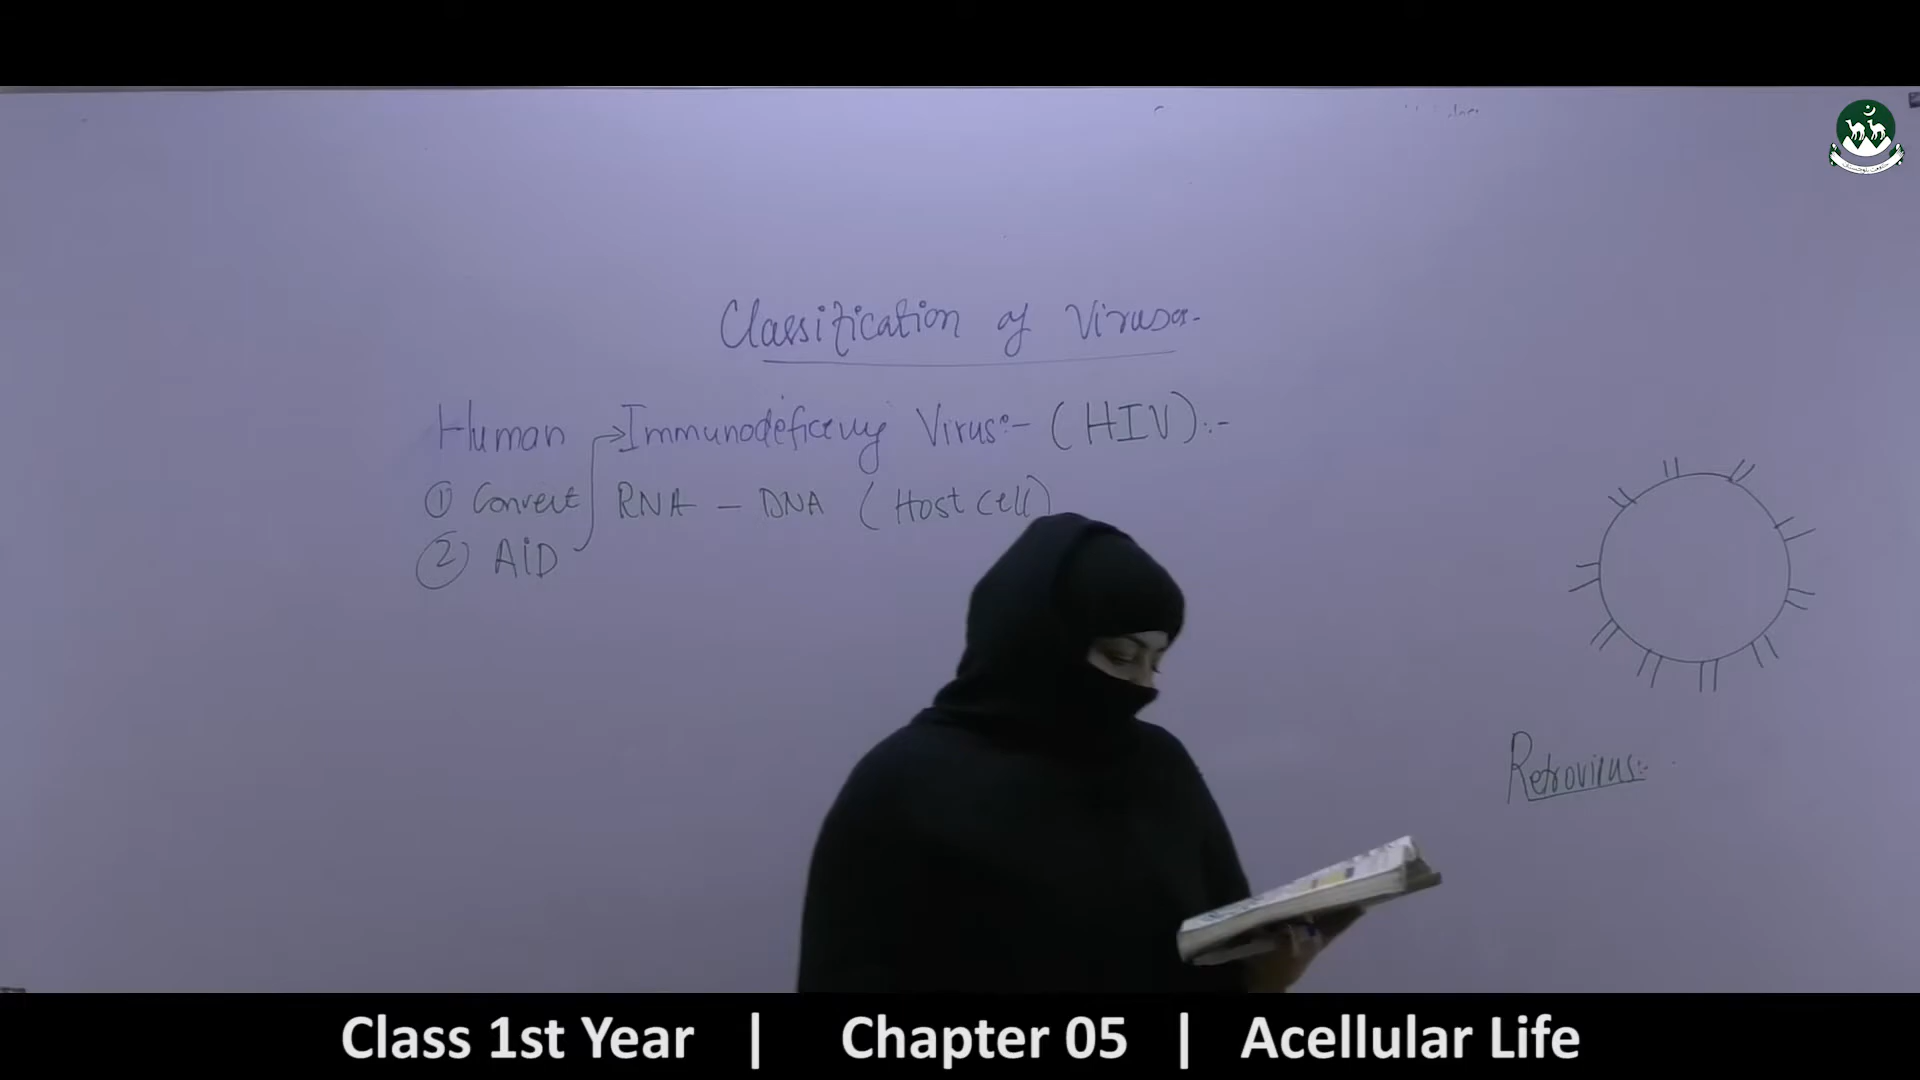 Classification of Viruses.
Human Immunodeficency Virus:- (HIV):-
① Convert RNA – DNA (Host cell)
② AiD
Retrovirus:-
Class 1st Year | Chapter 05 | Acellular Life